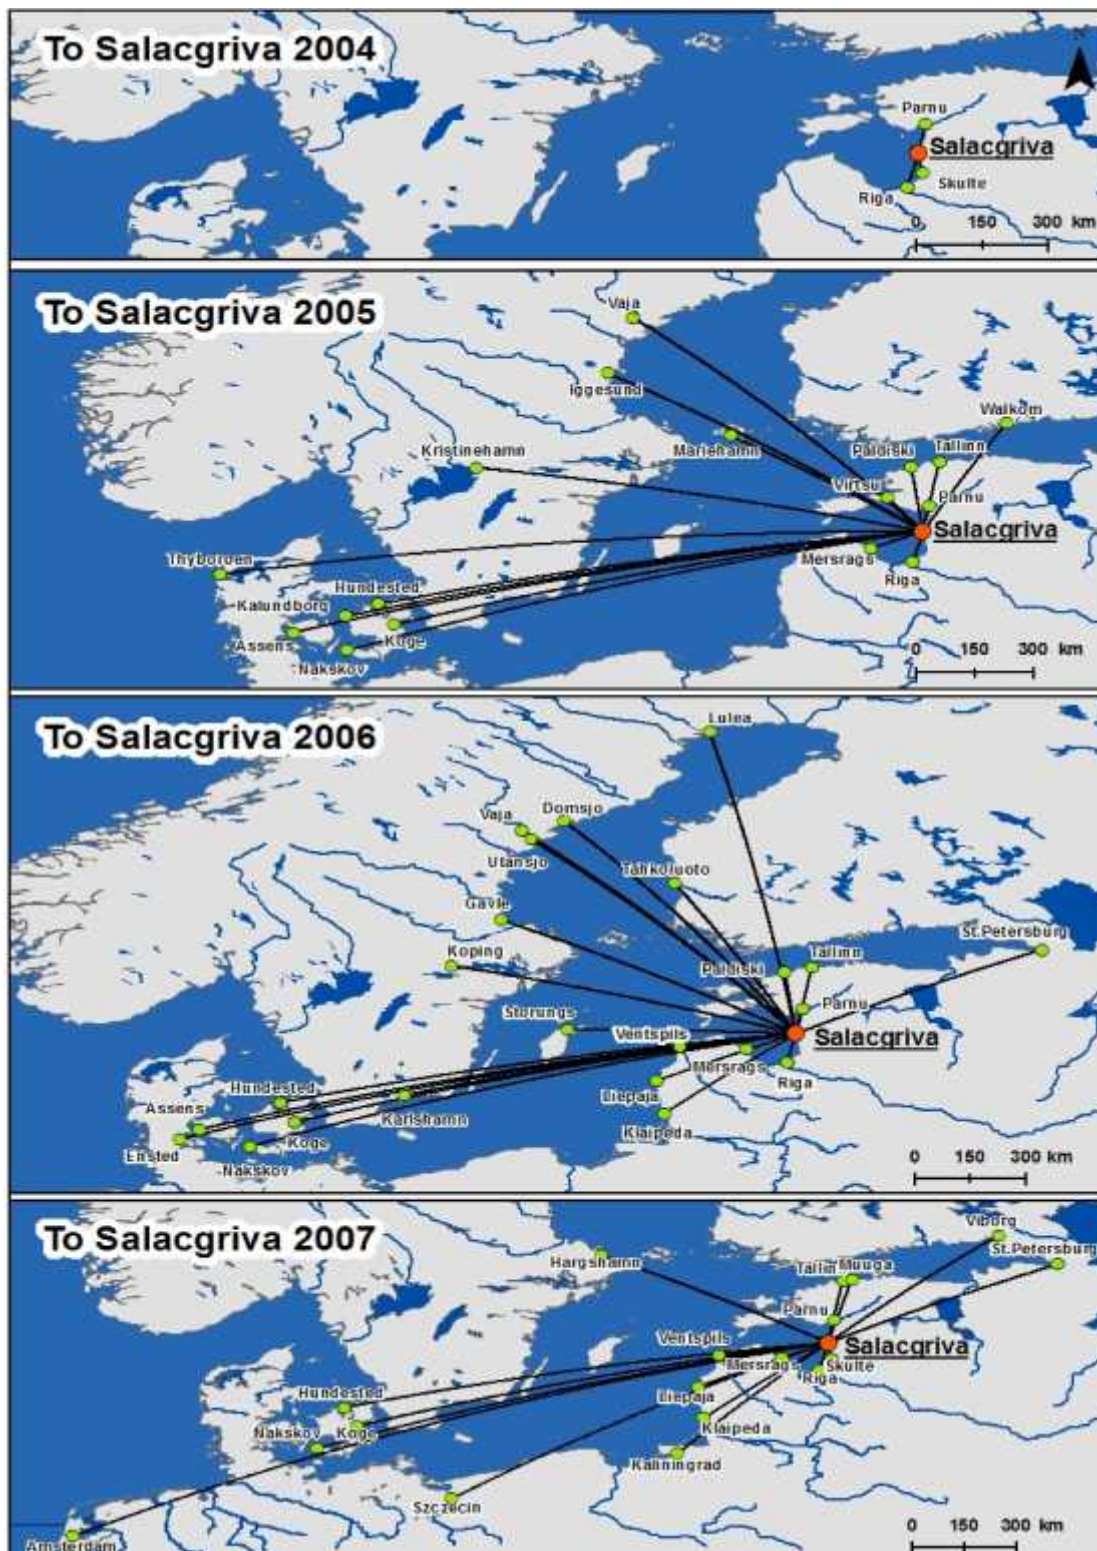 To Salacgriva 2004
N
Parnu
Salacgriva
Skulte
Riga
0 150 300 km
To Salacgriva 2005
Vaja
Iggesund
Walkom
Mariehamn
Paldiski
Tallinn
Kristinehamn
Virtsu
Parnu
Salacgriva
Mersrags
Thyboroen
Riga
Hundested
Kalundborg
Assens
Koge
Nakskov
0 150 300 km
To Salacgriva 2006
Lulea
Vaja
Domsjo
Utansjo
Tahkoluoto
Gavle
St.Petersburg
Koping
Paldiski
Tallinn
Parnu
Storungs
Ventspils
Salacgriva
Mersrags
Riga
Hundested
Liepaja
Assens
Karlshamn
Klaipeda
Koge
Ensted
Nakskov
0 150 300 km
To Salacgriva 2007
Viborg
Hargshamn
St.Petersburg
Tallin
Muuga
Parnu
Ventspils
Salacgriva
Mersrags
Skulte
Riga
Hundested
Liepaja
Nakskov
Koge
Klaipeda
Kaliningrad
Szczecin
Amsterdam
0 150 300 km